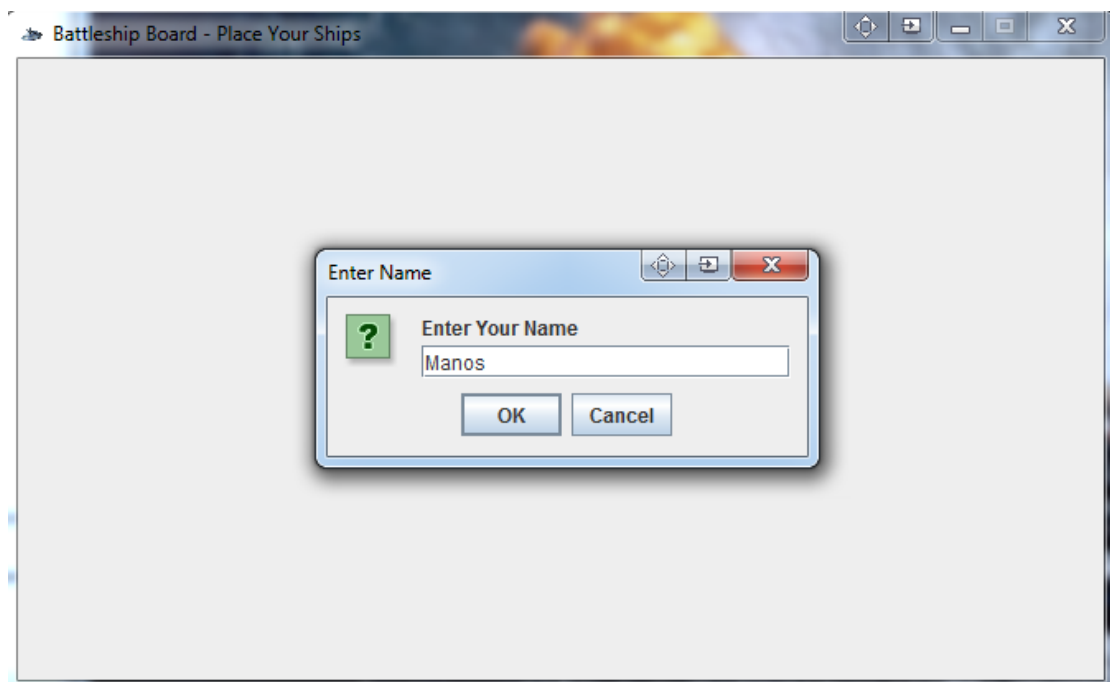 Battleship Board - Place Your Ships
Enter Name
Enter Your Name
Manos
OK Cancel